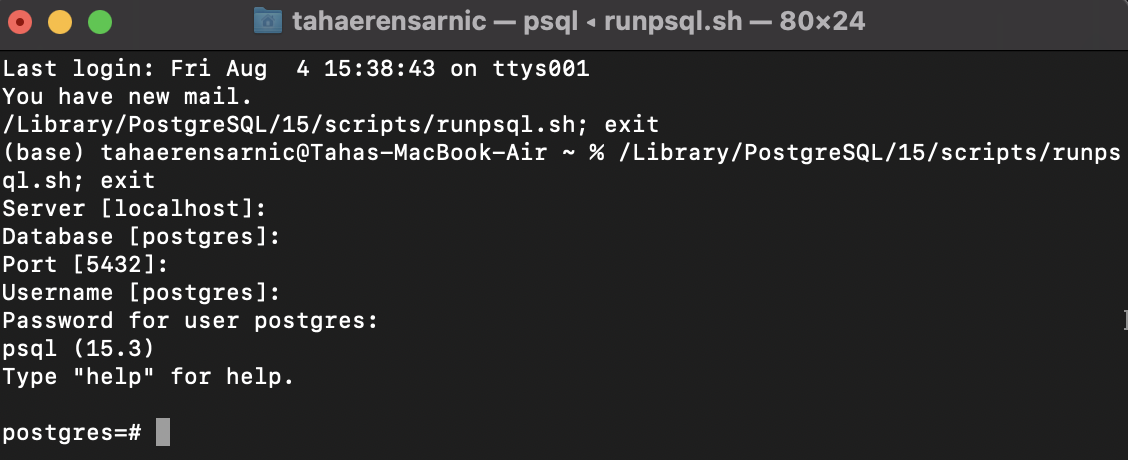 tahaerensarnic — psql ◂ runpsql.sh — 80×24
Last login: Fri Aug  4 15:38:43 on ttys001
You have new mail.
/Library/PostgreSQL/15/scripts/runpsql.sh; exit
(base) tahaerensarnic@Tahas-MacBook-Air ~ % /Library/PostgreSQL/15/scripts/runps
ql.sh; exit
Server [localhost]:
Database [postgres]:
Port [5432]:
Username [postgres]:
Password for user postgres:
psql (15.3)
Type "help" for help.
postgres=#